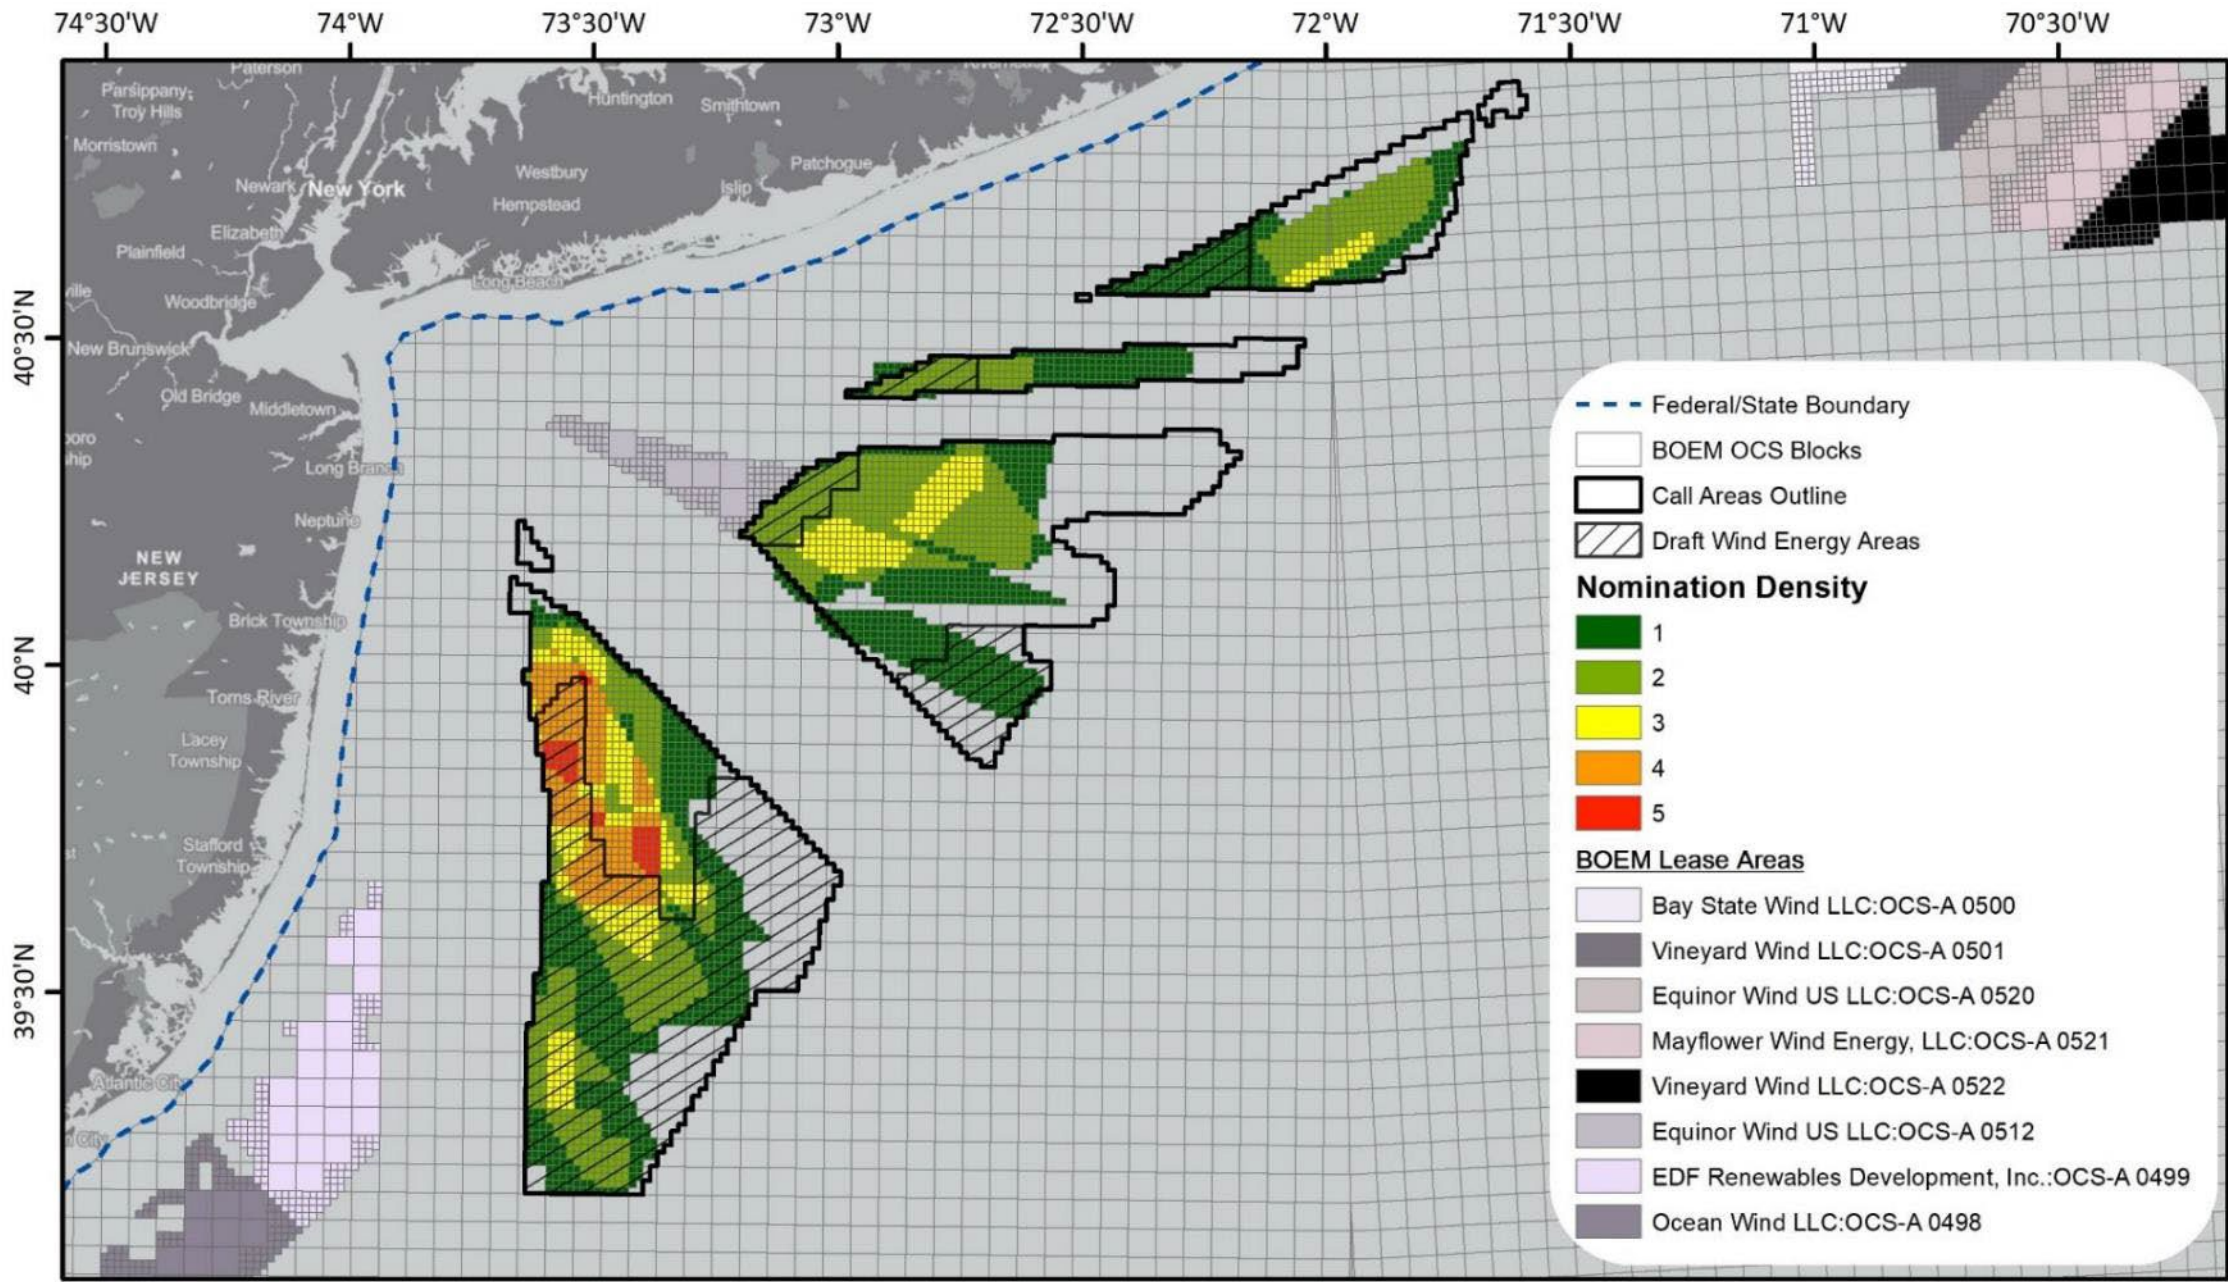 74°30'W 74°W 73°30'W 73°W 72°30'W 72°W 71°30'W 71°W 70°30'W
Paterson
Parsippany-
Troy Hills
Huntington
Smithtown
Morristown
Patchogue
Westbury
Newark
New York
Islip
Hempstead
Elizabeth
Plainfield
Long Beach
ville
Woodbridge
40°30'N
New Brunswick
Old Bridge
Middletown
boro
ship
Long Branch
Neptune
NEW
JERSEY
Brick Township
40°N
Toms River
Lacey
Township
Stafford
Township
st
39°30'N
Atlantic City
n City
Federal/State Boundary
BOEM OCS Blocks
Call Areas Outline
Draft Wind Energy Areas
Nomination Density
1
2
3
4
5
BOEM Lease Areas
Bay State Wind LLC:OCS-A 0500
Vineyard Wind LLC:OCS-A 0501
Equinor Wind US LLC:OCS-A 0520
Mayflower Wind Energy, LLC:OCS-A 0521
Vineyard Wind LLC:OCS-A 0522
Equinor Wind US LLC:OCS-A 0512
EDF Renewables Development, Inc.:OCS-A 0499
Ocean Wind LLC:OCS-A 0498